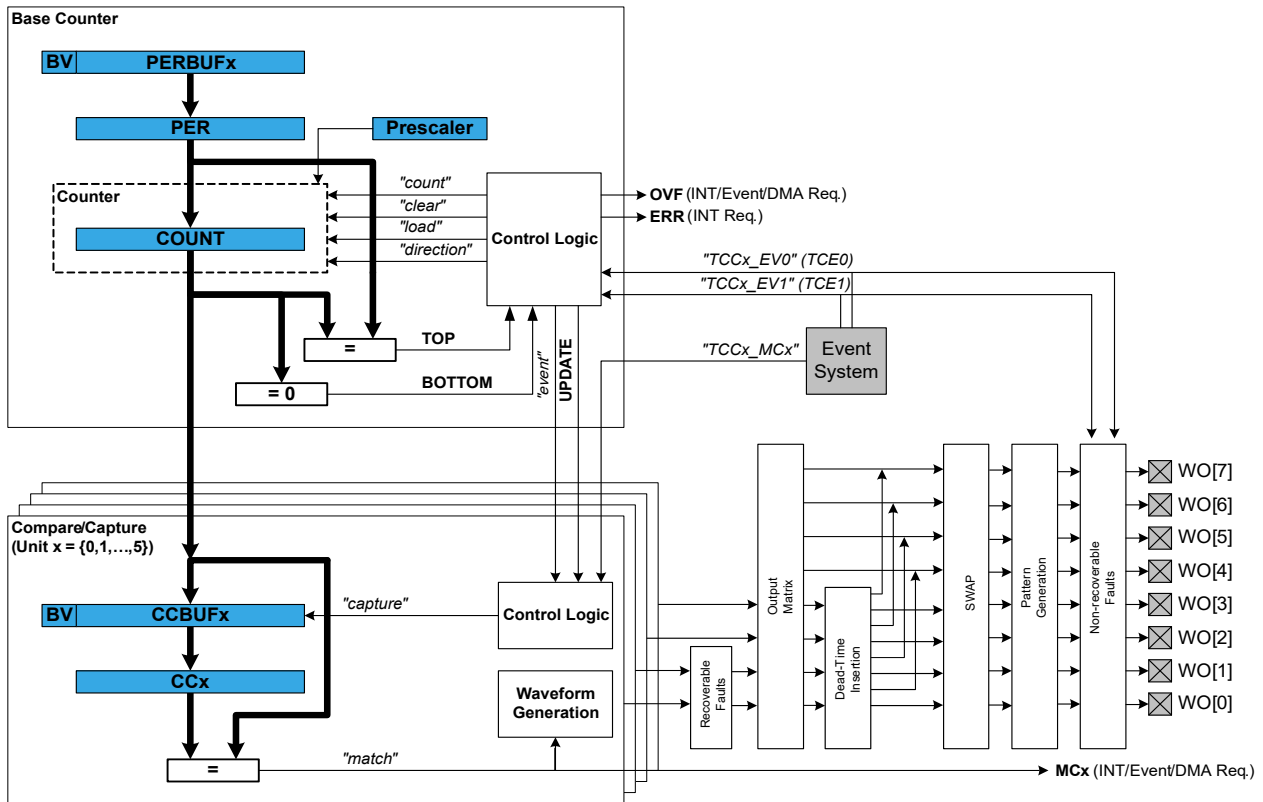 Base Counter
BV PERBUFx
PER
Prescaler
Counter
COUNT
"count"
"clear"
"load"
"direction"
Control Logic
OVF (INT/Event/DMA Req.)
ERR (INT Req.)
"TCCx_EV0" (TCE0)
"TCCx_EV1" (TCE1)
"TCCx_MCx"
Event
System
=
TOP
= 0
BOTTOM
"event"
UPDATE
Compare/Capture
(Unit x = {0,1,…,5})
BV CCBUFx
"capture"
Control Logic
CCx
Waveform
Generation
=
"match"
Recoverable
Faults
Output
Matrix
Dead-Time
Insertion
SWAP
Pattern
Generation
Non-recoverable
Faults
WO[7]
WO[6]
WO[5]
WO[4]
WO[3]
WO[2]
WO[1]
WO[0]
MCx (INT/Event/DMA Req.)